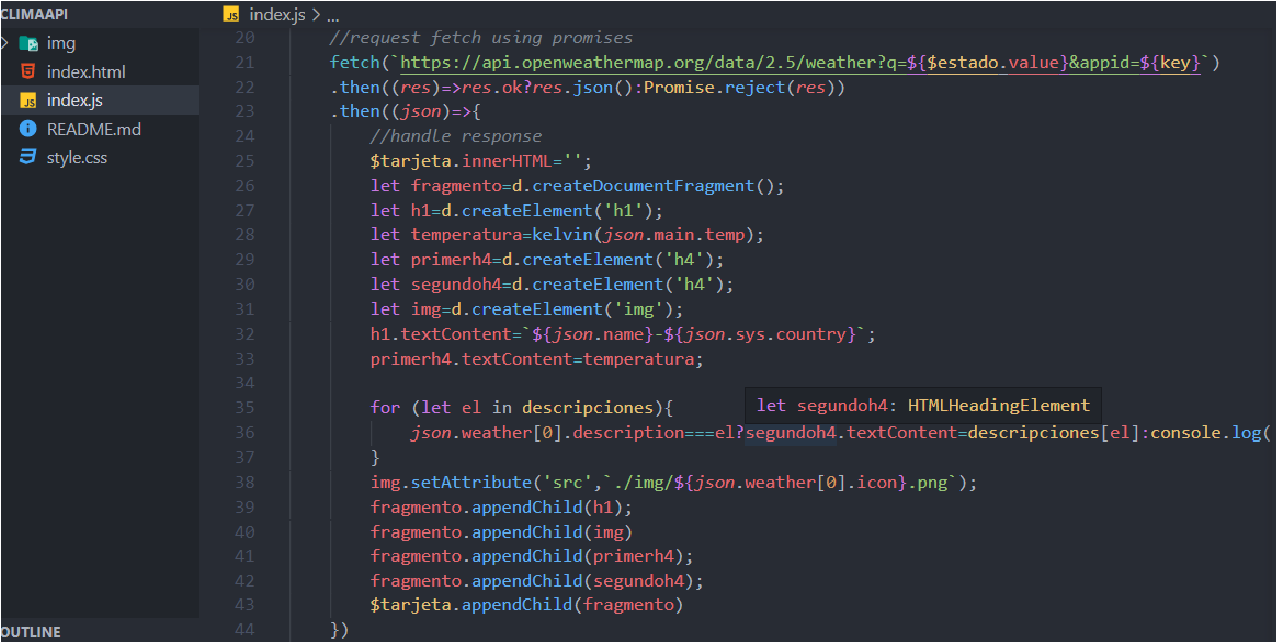 CLIMAAPI
img
index.html
index.js
README.md
style.css
OUTLINE
index.js > ...
20 //request fetch using promises
21 fetch(`https://api.openweathermap.org/data/2.5/weather?q=${$estado.value}&appid=${key}`)
22 .then((res)=>res.ok?res.json():Promise.reject(res))
23 .then((json)=>{
24 //handle response
25 $tarjeta.innerHTML='';
26 let fragmento=d.createDocumentFragment();
27 let h1=d.createElement('h1');
28 let temperatura=kelvin(json.main.temp);
29 let primerh4=d.createElement('h4');
30 let segundoh4=d.createElement('h4');
31 let img=d.createElement('img');
32 h1.textContent=`${json.name}-${json.sys.country}`;
33 primerh4.textContent=temperatura;
34
35 for (let el in descripciones){
let segundoh4: HTMLHeadingElement
36 json.weather[0].description===el?segundoh4.textContent=descripciones[el]:console.log(
37 }
38 img.setAttribute('src',`./img/${json.weather[0].icon}.png`);
39 fragmento.appendChild(h1);
40 fragmento.appendChild(img)
41 fragmento.appendChild(primerh4);
42 fragmento.appendChild(segundoh4);
43 $tarjeta.appendChild(fragmento)
44 })